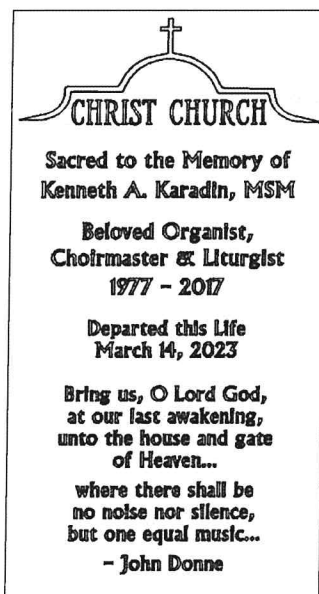 CHRIST CHURCH
Sacred to the Memory of
Kenneth A. Karadin, MSM
Beloved Organist,
Choirmaster & Liturgist
1977 – 2017
Departed this Life
March 14, 2023
Bring us, O Lord God,
at our last awakening,
unto the house and gate
of Heaven...
where there shall be
no noise nor silence,
but one equal music...
– John Donne